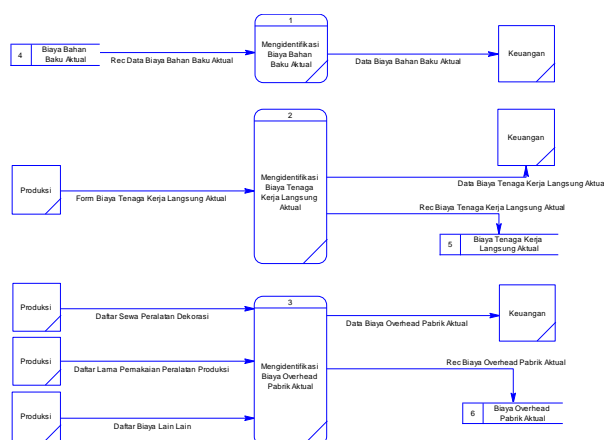 1
Mengidentifikasi
Biaya Bahan
Baku Aktual
4
Biaya Bahan
Baku Aktual
Rec Data Biaya Bahan Baku Aktual
Data Biaya Bahan Baku Aktual
Keuangan
2
Mengidentifikasi
Biaya Tenaga
Kerja Langsung
Aktual
Produksi
Form Biaya Tenaga Kerja Langsung Aktual
Keuangan
Data Biaya Tenaga Kerja Langsung Aktua
Rec Biaya Tenaga Kerja Langsung Aktual
5
Biaya Tenaga Kerja
Langsung Aktual
3
Mengidentifikasi
Biaya Overhead
Pabrik Aktual
Produksi
Daftar Sewa Peralatan Dekorasi
Produksi
Daftar Lama Pemakaian Peralatan Produksi
Produksi
Daftar Biaya Lain Lain
Data Biaya Overhead Pabrik Aktual
Keuangan
Rec Biaya Overhead Pabrik Aktual
6
Biaya Overhead
Pabrik Aktual